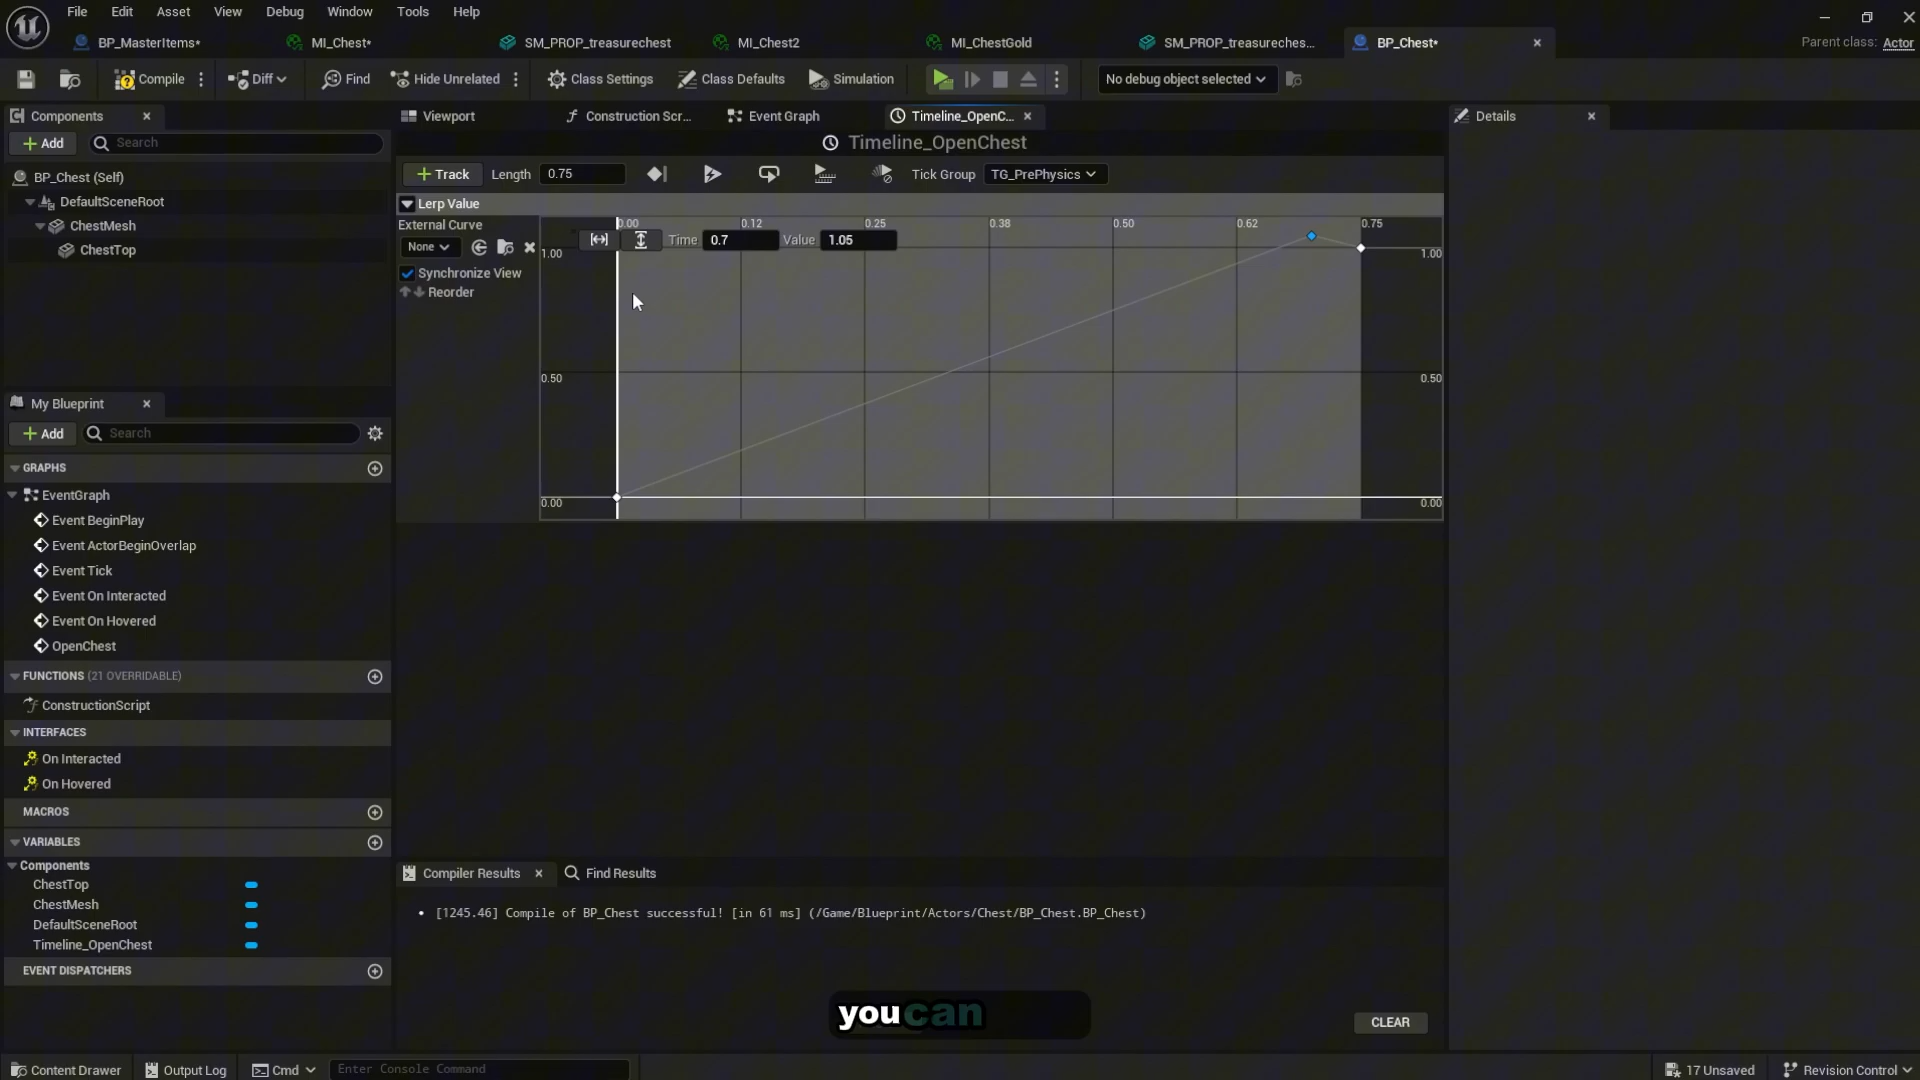 File Edit Asset View Debug Window Tools Help
BP_MasterItems* MI_Chest* SM_PROP_treasurechest MI_Chest2 MI_ChestGold SM_PROP_treasureches... BP_Chest* Parent class: Actor
Compile Diff Find Hide Unrelated Class Settings Class Defaults Simulation No debug object selected
Components Viewport Construction Scr... Event Graph Timeline_OpenC... Details
Add Search Timeline_OpenChest
Track Length 0.75 Tick Group TG_PrePhysics
BP_Chest (Self)
DefaultSceneRoot
ChestMesh
ChestTop
Lerp Value
External Curve
None
Synchronize View
Reorder
0.00 0.12 0.25 0.38 0.50 0.62 0.75
Time 0.7 Value 1.05
1.00 1.00
0.50 0.50
0.00 0.00
My Blueprint
Add Search
GRAPHS
EventGraph
Event BeginPlay
Event ActorBeginOverlap
Event Tick
Event On Interacted
Event On Hovered
OpenChest
FUNCTIONS (21 OVERRIDABLE)
ConstructionScript
INTERFACES
On Interacted
On Hovered
MACROS
VARIABLES
Components
ChestTop
ChestMesh
DefaultSceneRoot
Timeline_OpenChest
EVENT DISPATCHERS
Compiler Results Find Results
[1245.46] Compile of BP_Chest successful! [in 61 ms] (/Game/Blueprint/Actors/Chest/BP_Chest.BP_Chest)
you can
CLEAR
Content Drawer Output Log Cmd Enter Console Command 17 Unsaved Revision Control